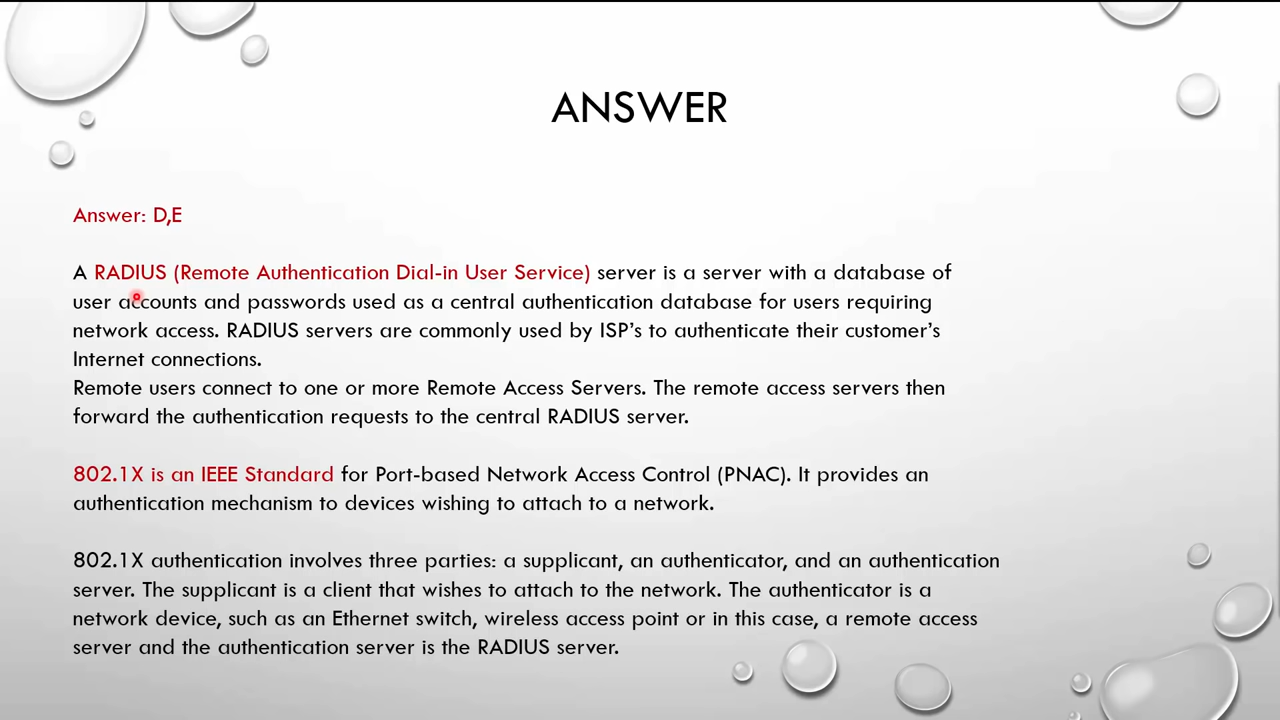 ANSWER
Answer: D,E
A RADIUS (Remote Authentication Dial-in User Service) server is a server with a database of
user accounts and passwords used as a central authentication database for users requiring
network access. RADIUS servers are commonly used by ISP’s to authenticate their customer’s
Internet connections.
Remote users connect to one or more Remote Access Servers. The remote access servers then
forward the authentication requests to the central RADIUS server.
802.1X is an IEEE Standard for Port-based Network Access Control (PNAC). It provides an
authentication mechanism to devices wishing to attach to a network.
802.1X authentication involves three parties: a supplicant, an authenticator, and an authentication
server. The supplicant is a client that wishes to attach to the network. The authenticator is a
network device, such as an Ethernet switch, wireless access point or in this case, a remote access
server and the authentication server is the RADIUS server.